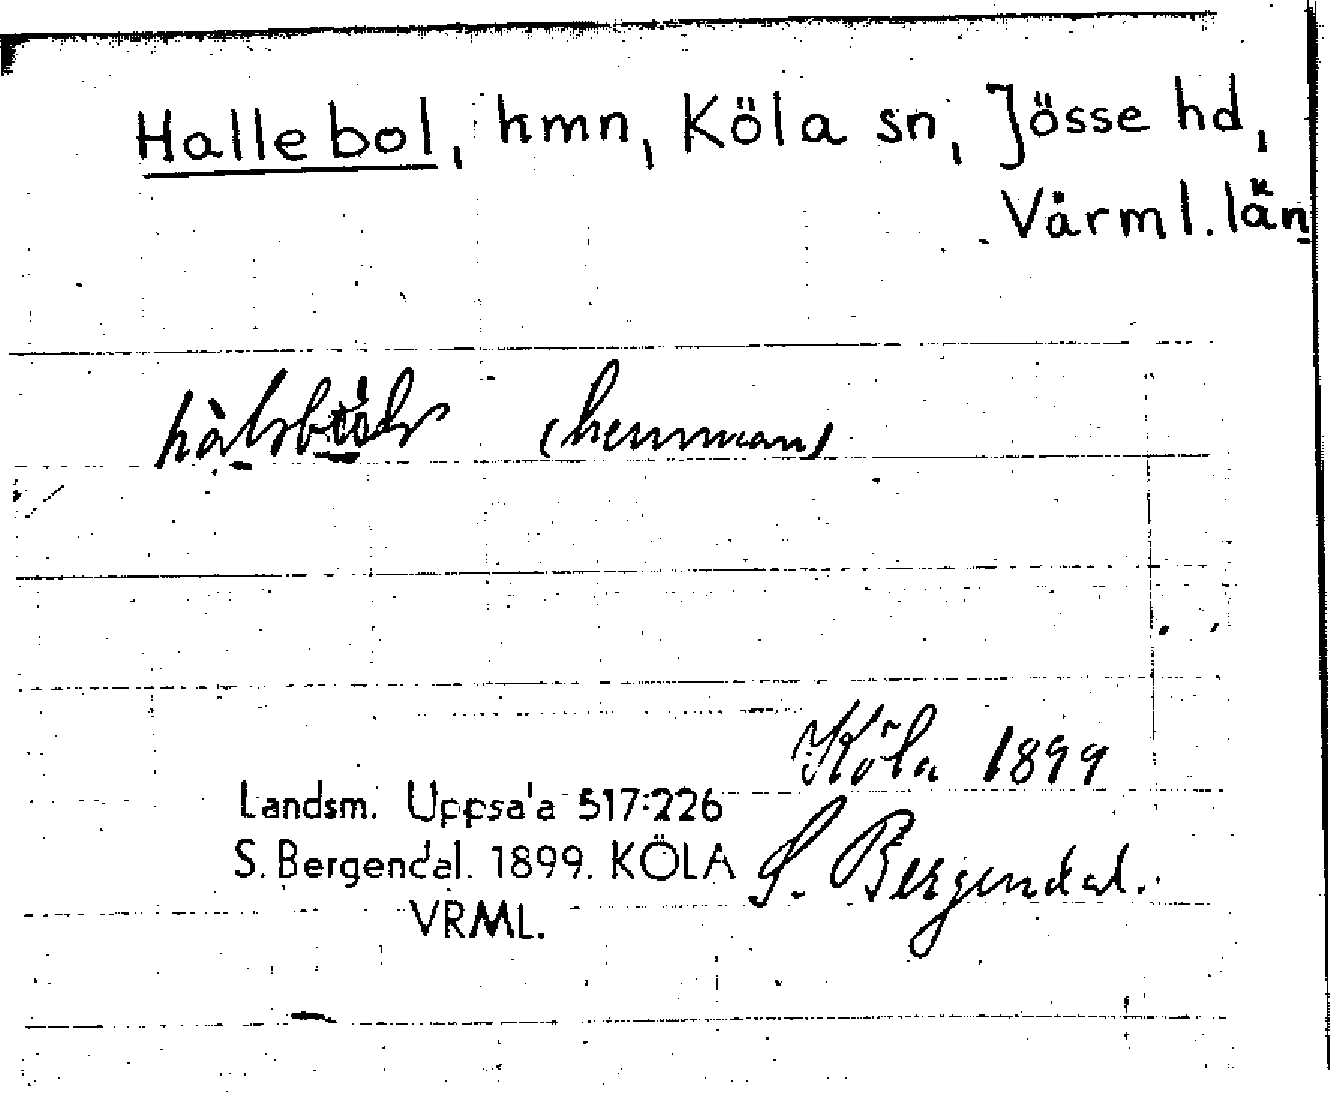 Hallebol, hmn, Köla sn, Jösse hd,
Värml. län
(hemman)
Köla 1899
Landsm. Uppsala 517:226
S. Bergendal. 1899. KÖLA
S. Bergendal.
VRML.